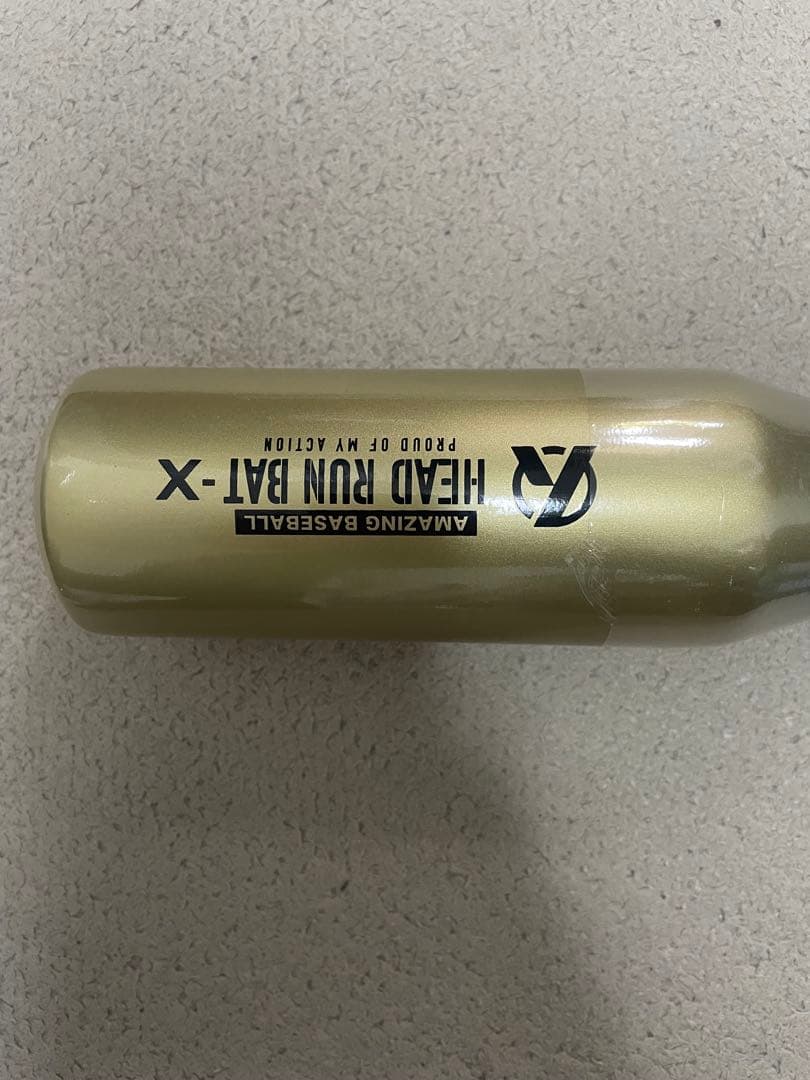 AMAZING BASEBALL
HEAD RUN BAT-X
PROUD OF MY ACTION